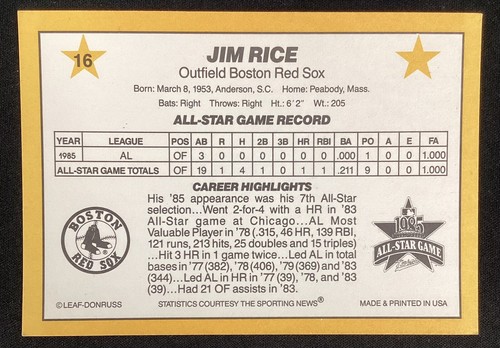 16
JIM RICE
Outfield Boston Red Sox
Born: March 8, 1953, Anderson, S.C. Home: Peabody, Mass.
Bats: Right Throws: Right Ht.: 6'2" Wt.: 205
ALL-STAR GAME RECORD
YEAR LEAGUE POS AB R H 2B 3B HR RBI BA PO A E FA
1985 AL OF 3 0 0 0 0 0 0 .000 1 0 0 1.000
ALL-STAR GAME TOTALS OF 19 1 4 1 0 1 1 .211 9 0 0 1.000
CAREER HIGHLIGHTS
His '85 appearance was his 7th All-Star
selection...Went 2-for-4 with a HR in '83
All-Star game at Chicago...AL Most
Valuable Player in '78 (.315, 46 HR, 139 RBI,
121 runs, 213 hits, 25 doubles and 15 triples)
...Hit 3 HR in 1 game twice...Led AL in total
bases in '77 (382), '78 (406), '79 (369) and '83
(344)...Led AL in HR in '77 (39), '78, and '83
(39)...Had 21 OF assists in '83.
BOSTON
RED SOX
1985
ALL-STAR GAME
©LEAF-DONRUSS
STATISTICS COURTESY THE SPORTING NEWS®
MADE & PRINTED IN USA